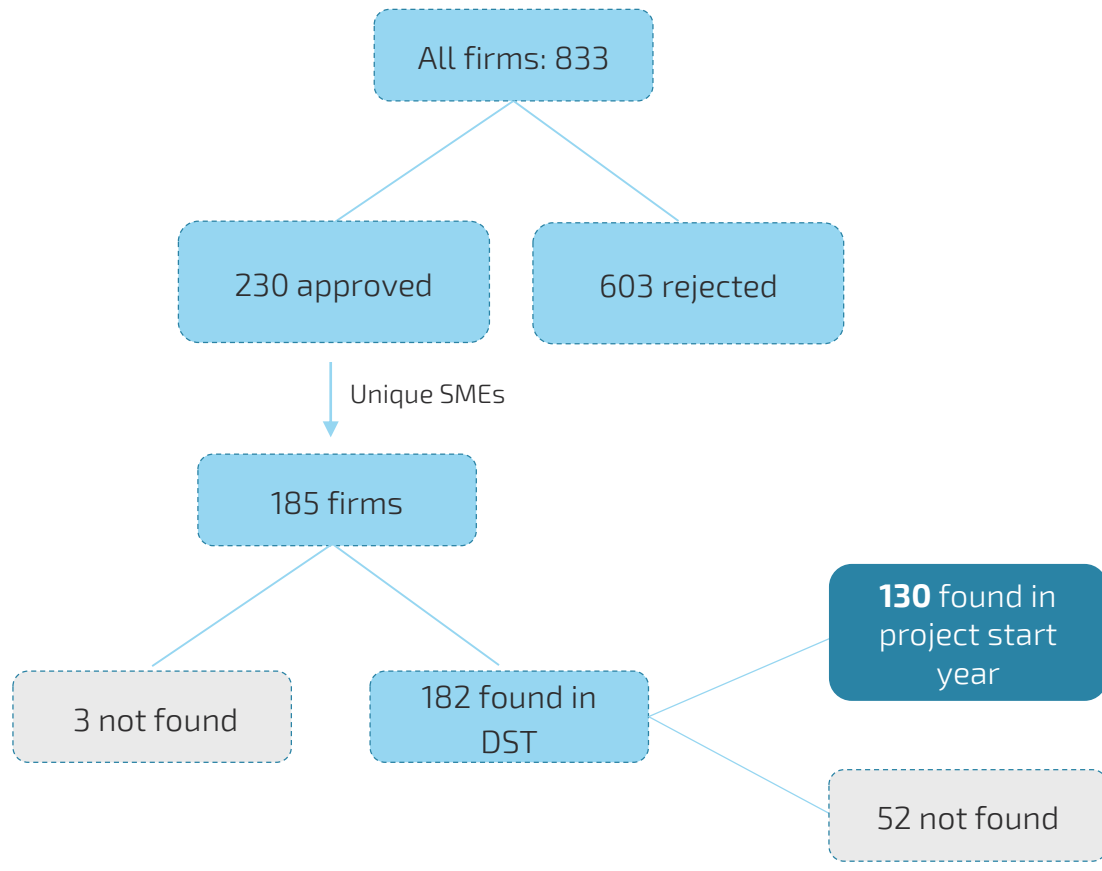 All firms: 833
230 approved
603 rejected
Unique SMEs
185 firms
130 found in
project start
year
3 not found
182 found in
DST
52 not found